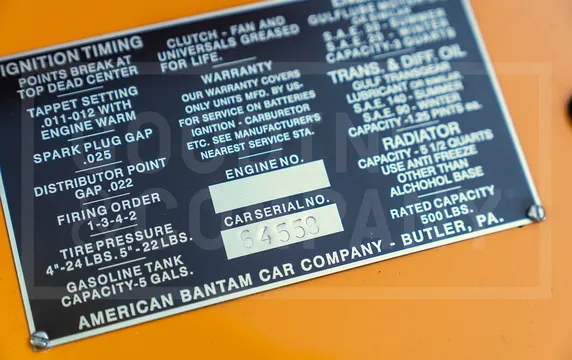 IGNITION TIMING
POINTS BREAK AT
TOP DEAD CENTER
TAPPET SETTING
.011-012 WITH
ENGINE WARM
SPARK PLUG GAP
.025
DISTRIBUTOR POINT
GAP .022
FIRING ORDER
1-3-4-2
TIRE PRESSURE
4"-24 LBS. 5"-22 LBS.
GASOLINE TANK
CAPACITY-5 GALS.
CLUTCH - FAN AND
UNIVERSALS GREASED
FOR LIFE.
WARRANTY
OUR WARRANTY COVERS
ONLY UNITS MFD. BY US-
FOR SERVICE ON BATTERIES
IGNITION - CARBURETOR
ETC. SEE MANUFACTURER'S
NEAREST SERVICE STA.
ENGINE NO.
CAR SERIAL NO.
64558
GULFLUBE MOTOR
S.A.E. 20 - WINTER
CAPACITY-3 QUARTS
TRANS. & DIFF. OIL
GULF TRANSGEAR
LUBRICANT OR SIMILAR
S.A.E. 140 - SUMMER
S.A.E. 90 - WINTER
CAPACITY - 1.25 PINTS ea.
RADIATOR
CAPACITY - 5 1/2 QUARTS
USE ANTI FREEZE
OTHER THAN
ALCOHOL BASE
RATED CAPACITY
500 LBS.
AMERICAN BANTAM CAR COMPANY - BUTLER, PA.